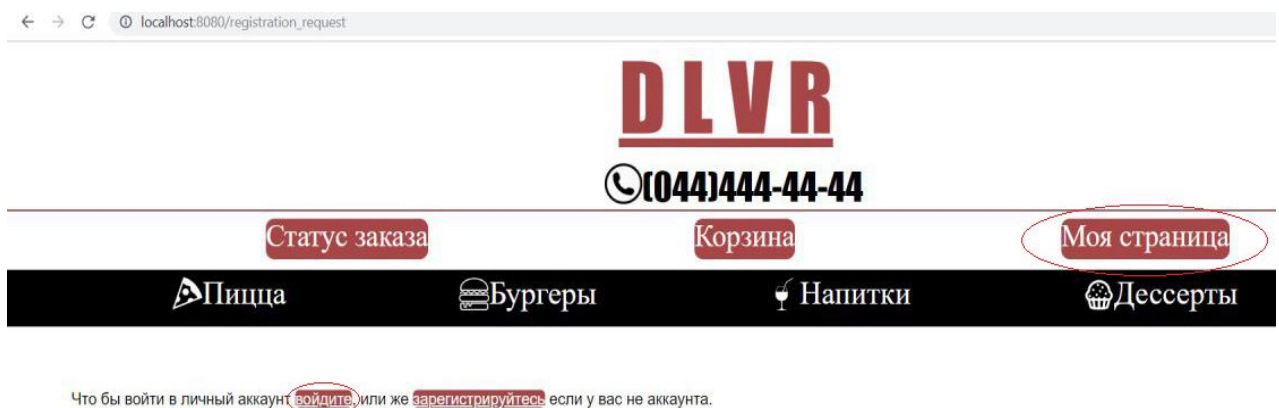 localhost:8080/registration_request
DLVR
(044)444-44-44
Статус заказа Корзина Моя страница
Пицца Бургеры Напитки Дессерты
Что бы войти в личный аккаунт войдите, или же зарегистрируйтесь если у вас не аккаунта.